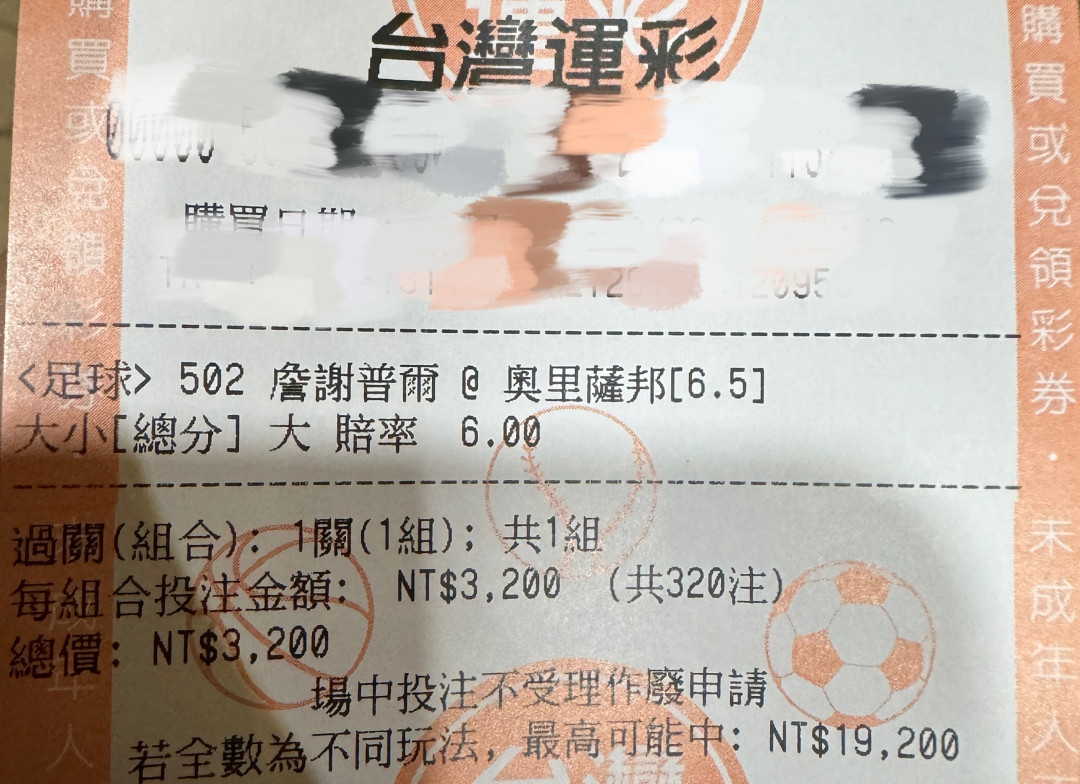 台灣運彩
購買日期
<足球> 502 詹謝普爾 @ 奧里薩邦[6.5]
大小[總分] 大 賠率 6.00
過關(組合): 1關(1組); 共1組
每組合投注金額: NT$3,200 (共320注)
總價: NT$3,200
場中投注不受理作廢申請
若全數為不同玩法, 最高可能中: NT$19,200
購買或兌領彩券
購買或兌領彩券·未成年人